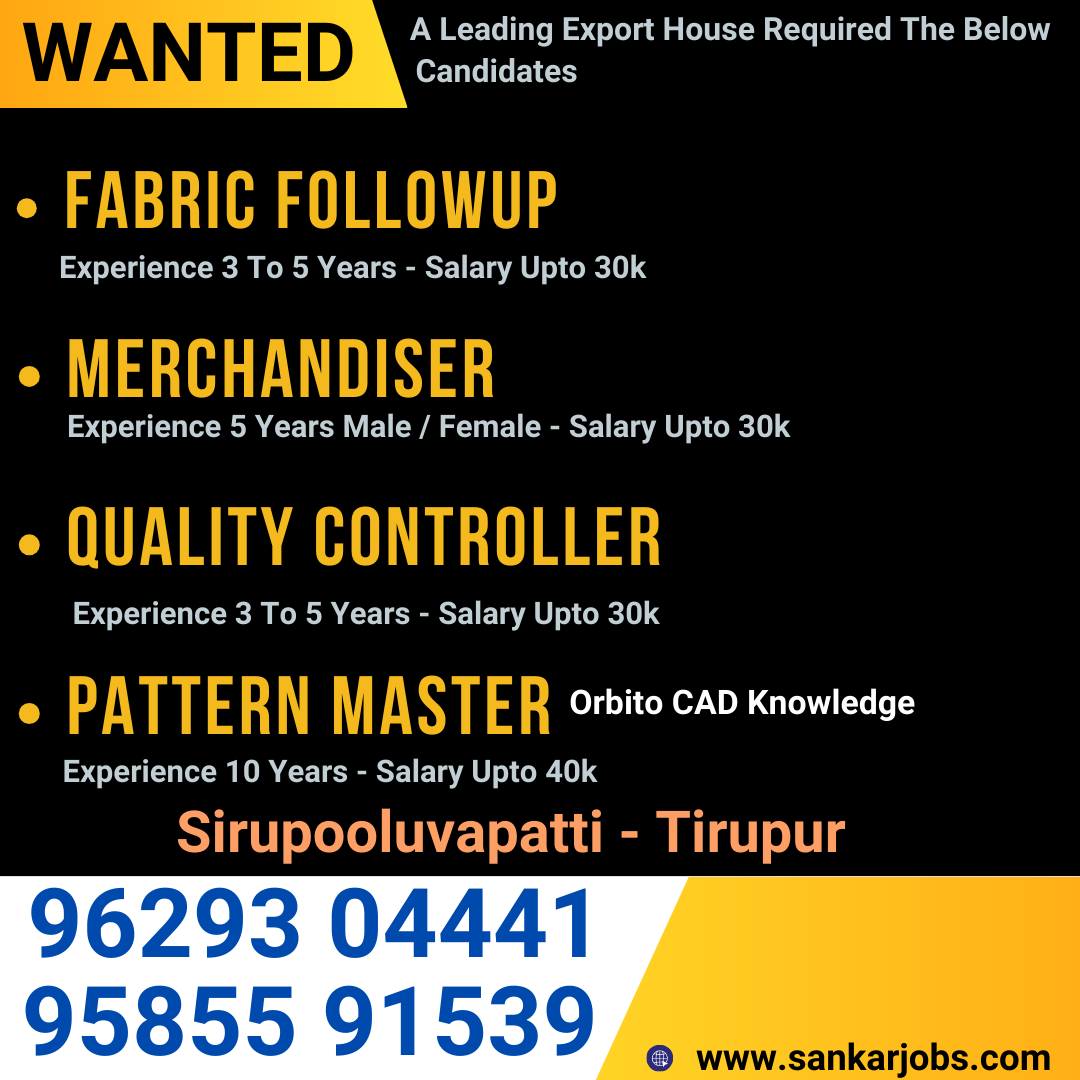 WANTED
A Leading Export House Required The Below
Candidates
• FABRIC FOLLOWUP
Experience 3 To 5 Years - Salary Upto 30k
• MERCHANDISER
Experience 5 Years Male / Female - Salary Upto 30k
• QUALITY CONTROLLER
Experience 3 To 5 Years - Salary Upto 30k
• PATTERN MASTER Orbito CAD Knowledge
Experience 10 Years - Salary Upto 40k
Sirupooluvapatti - Tirupur
96293 04441
95855 91539
www.sankarjobs.com